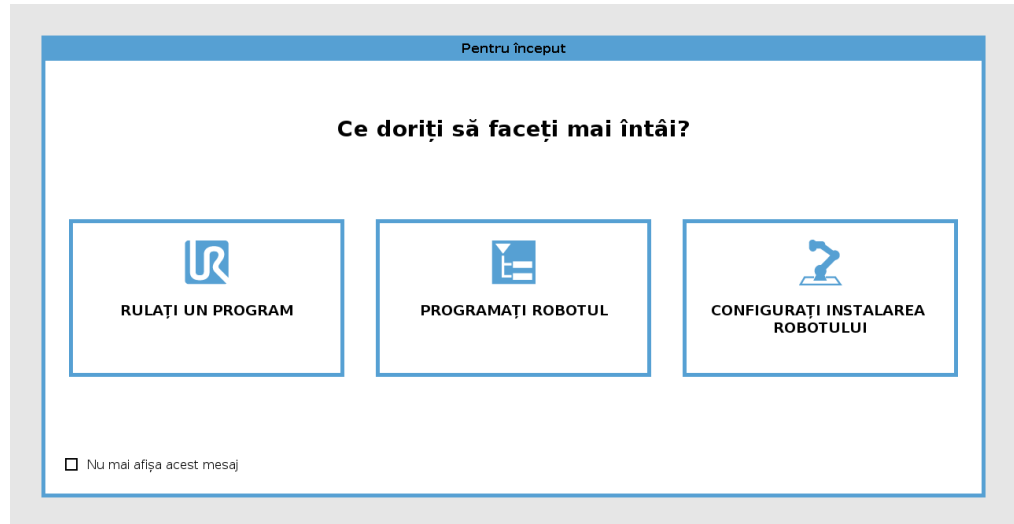 Pentru început
Ce doriți să faceți mai întâi?
RULAȚI UN PROGRAM
PROGRAMAȚI ROBOTUL
CONFIGURAȚI INSTALAREA
ROBOTULUI
Nu mai afișa acest mesaj